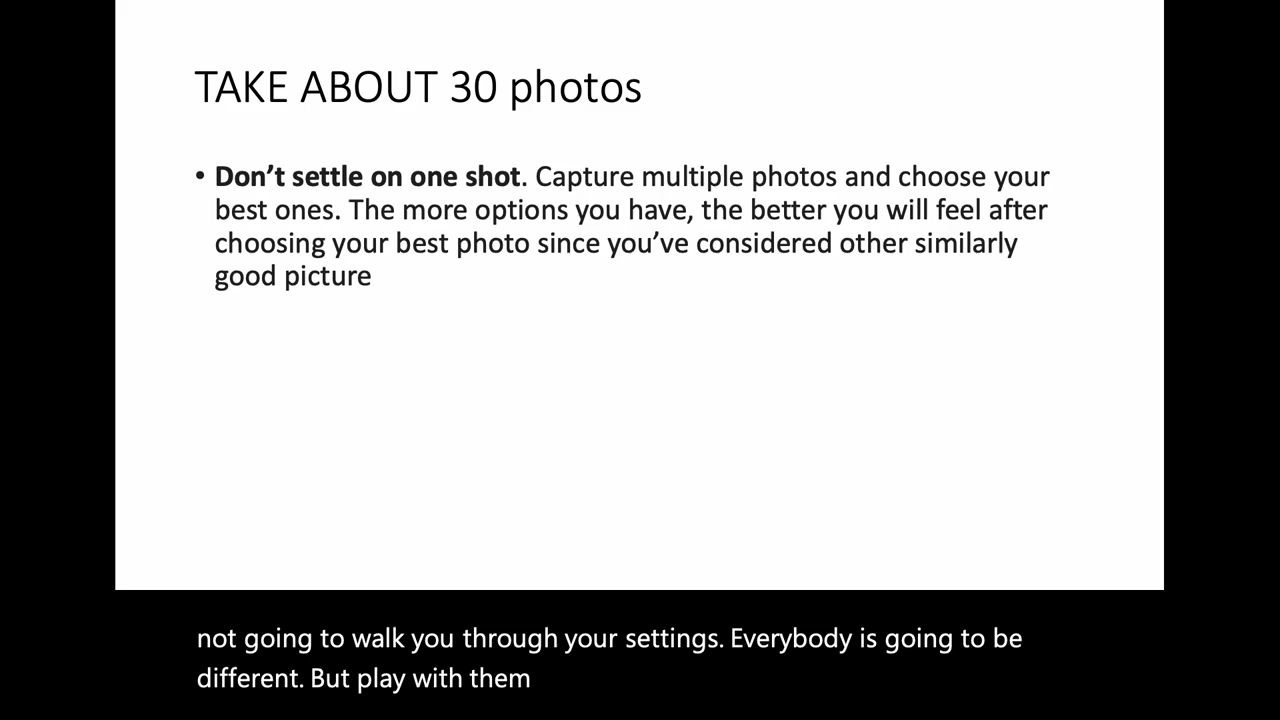 TAKE ABOUT 30 photos
• Don’t settle on one shot. Capture multiple photos and choose your
best ones. The more options you have, the better you will feel after
choosing your best photo since you’ve considered other similarly
good picture
not going to walk you through your settings. Everybody is going to be
different. But play with them